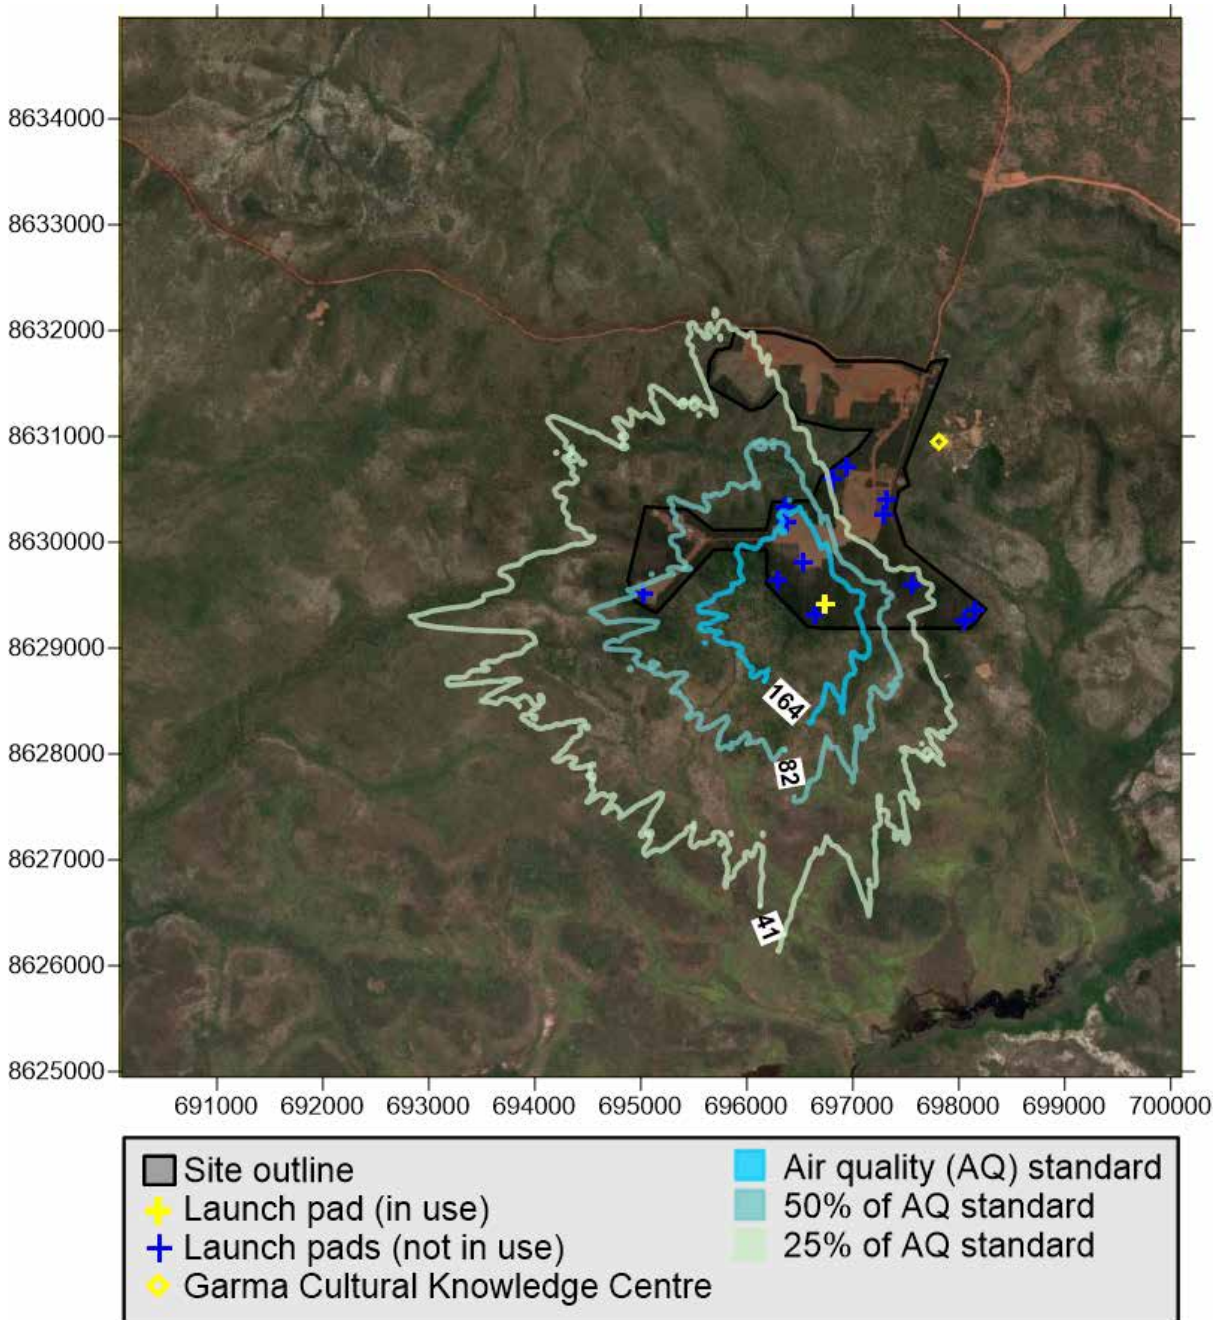 8634000
8633000
8632000
8631000
8630000
8629000
8628000
8627000
8626000
8625000
164
82
41
691000 692000 693000 694000 695000 696000 697000 698000 699000 700000
Site outline
Launch pad (in use)
Launch pads (not in use)
Garma Cultural Knowledge Centre
Air quality (AQ) standard
50% of AQ standard
25% of AQ standard